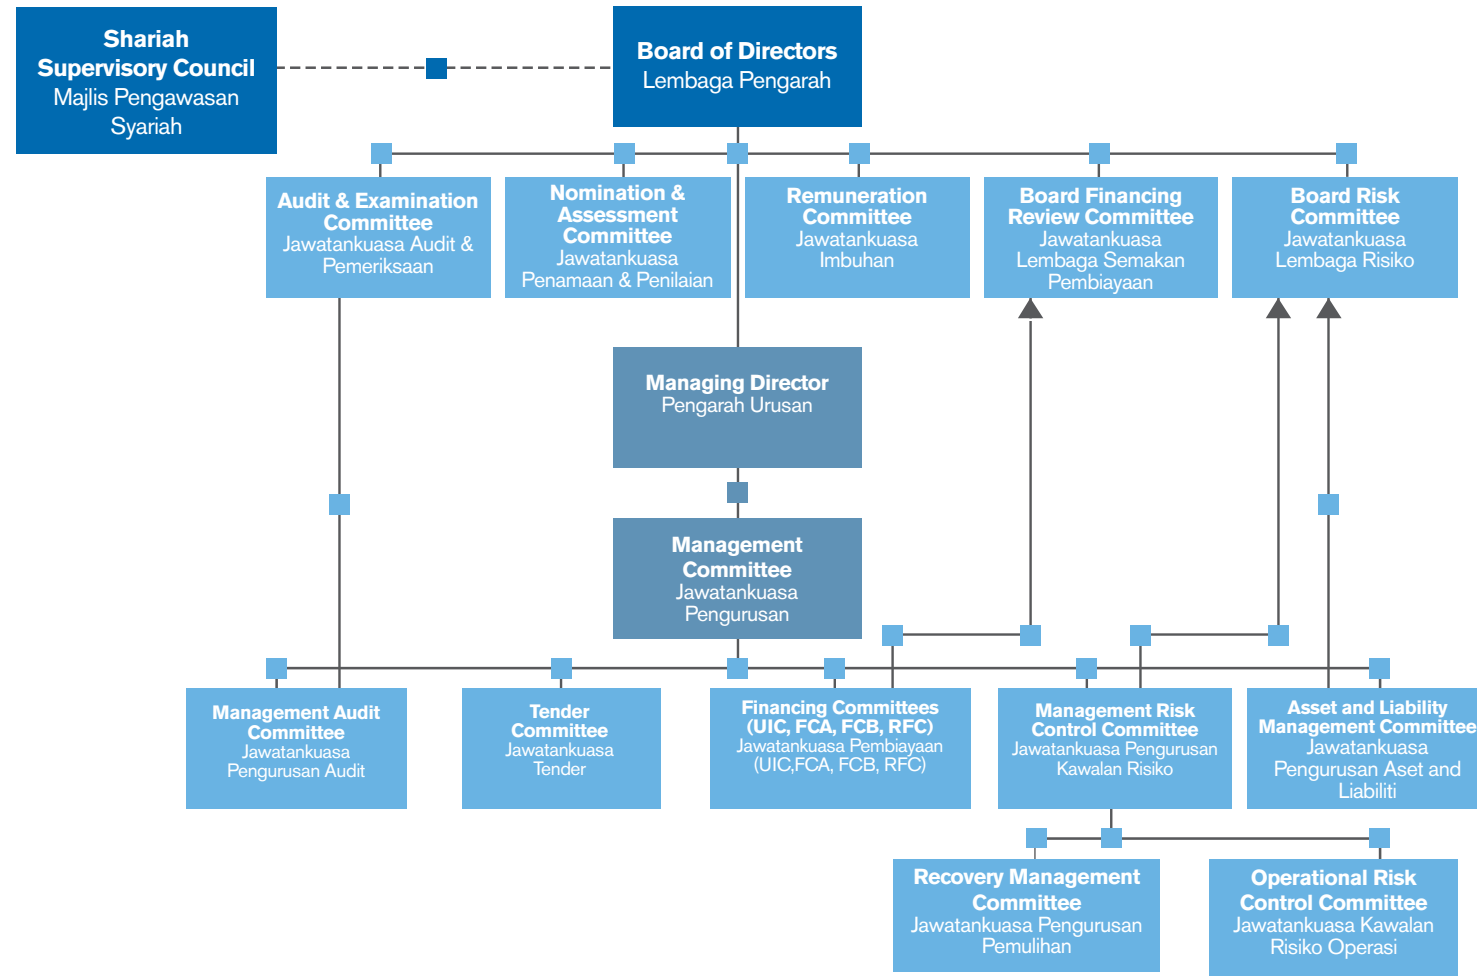 Shariah
Supervisory Council
Majlis Pengawasan
Syariah
Board of Directors
Lembaga Pengarah
Audit & Examination
Committee
Jawatankuasa Audit &
Pemeriksaan
Nomination &
Assessment
Committee
Jawatankuasa
Penamaan & Penilaian
Remuneration
Committee
Jawatankuasa
Imbuhan
Board Financing
Review Committee
Jawatankuasa
Lembaga Semakan
Pembiayaan
Board Risk
Committee
Jawatankuasa
Lembaga Risiko
Managing Director
Pengarah Urusan
Management
Committee
Jawatankuasa
Pengurusan
Management Audit
Committee
Jawatankuasa
Pengurusan Audit
Tender
Committee
Jawatankuasa
Tender
Financing Committees
(UIC, FCA, FCB, RFC)
Jawatankuasa Pembiayaan
(UIC,FCA, FCB, RFC)
Management Risk
Control Committee
Jawatankuasa Pengurusan
Kawalan Risiko
Asset and Liability
Management Committee
Jawatankuasa
Pengurusan Aset and
Liabiliti
Recovery Management
Committee
Jawatankuasa Pengurusan
Pemulihan
Operational Risk
Control Committee
Jawatankuasa Kawalan
Risiko Operasi